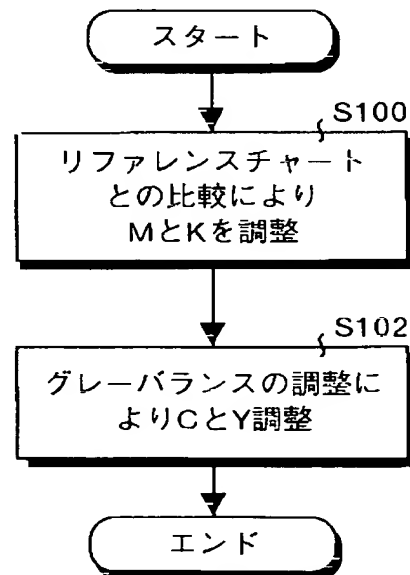 スタート
S100
リファレンスチャート
との比較により
MとKを調整
S102
グレーバランスの調整に
よりCとY調整
エンド